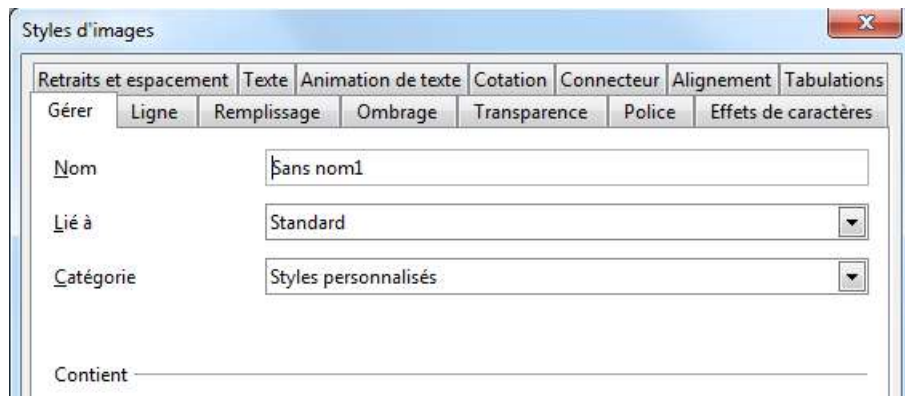 Styles d'images
Retraits et espacement Texte Animation de texte Cotation Connecteur Alignement Tabulations
Gérer Ligne Remplissage Ombrage Transparence Police Effets de caractères
Nom Sans nom1
Lié à Standard
Catégorie Styles personnalisés
Contient